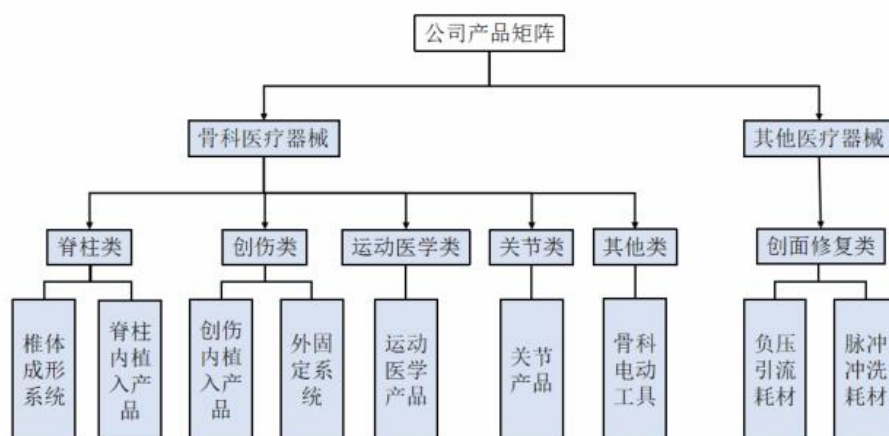 公司产品矩阵
骨科医疗器械
其他医疗器械
脊柱类
创伤类
运动医学类
关节类
其他类
创面修复类
椎体
成形
系统
脊柱
内植
入产
品
创伤
内植
入产
品
外固
定系
统
运动
医学
产品
关节
产品
骨科
电动
工具
负压
引流
耗材
脉冲
冲洗
耗材